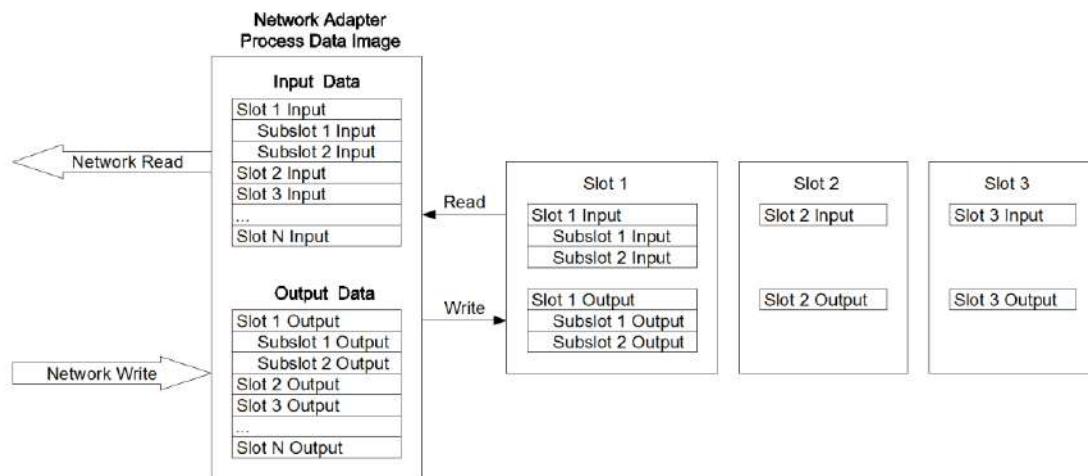 Network Adapter
Process Data Image
Input Data
Slot 1 Input
Subslot 1 Input
Subslot 2 Input
Slot 2 Input
Slot 3 Input
...
Slot N Input
Network Read
Output Data
Slot 1 Output
Subslot 1 Output
Subslot 2 Output
Slot 2 Output
Slot 3 Output
...
Slot N Output
Network Write
Read
Write
Slot 1
Slot 1 Input
Subslot 1 Input
Subslot 2 Input
Slot 1 Output
Subslot 1 Output
Subslot 2 Output
Slot 2
Slot 2 Input
Slot 2 Output
Slot 3
Slot 3 Input
Slot 3 Output